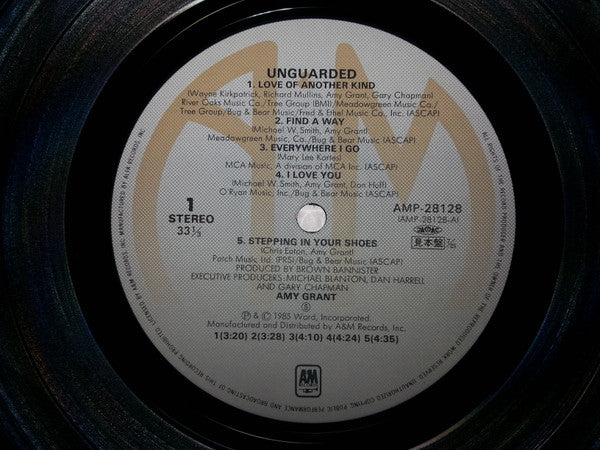 UNGUARDED
1. LOVE OF ANOTHER KIND
(Wayne Kirkpatrick, Richard Mullins, Amy Grant, Gary Chapman)
River Oaks Music Co./Tree Group (BMI)/Meadowgreen Music Co./
Tree Group/Bug & Bear Music/Fred & Ethel Music Co., Inc. (ASCAP)
2. FIND A WAY
(Michael W. Smith, Amy Grant)
Meadowgreen Music, Co./Bug & Bear Music (ASCAP)
3. EVERYWHERE I GO
(Mary Lee Kortes)
MCA Music, A division of MCA Inc. (ASCAP)
4. I LOVE YOU
(Michael W. Smith, Amy Grant, Dan Huff)
O'Ryan Music, Inc./Bug & Bear Music (ASCAP)
1
STEREO
33⅓
AMP-28128
(AMP-28128-A)
見本盤
5. STEPPING IN YOUR SHOES
(Chris Eaton, Amy Grant)
Patch Music Ltd. (PRS)/Bug & Bear Music (ASCAP)
PRODUCED BY BROWN BANNISTER
EXECUTIVE PRODUCERS: MICHAEL BLANTON, DAN HARRELL
AND GARY CHAPMAN
AMY GRANT
Ⓟ & © 1985 Word, Incorporated.
Manufactured and Distributed by A&M Records, Inc.
1(3:20) 2(3:28) 3(4:10) 4(4:24) 5(4:35)
A&M
RECORDS